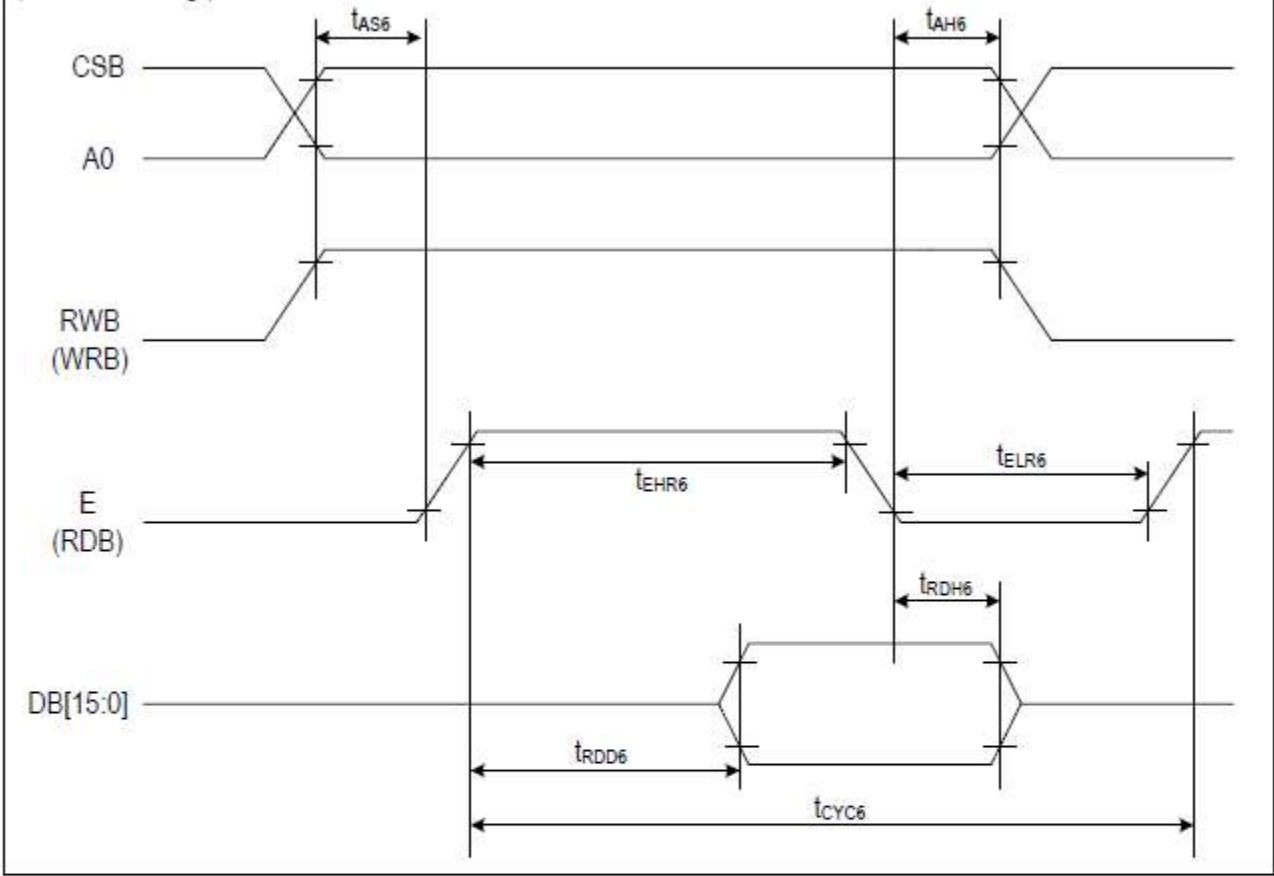 tAS6
tAH6
CSB
A0
RWB
(WRB)
tEHR6
tELR6
E
(RDB)
tRDH6
DB[15:0]
tRDD6
tCYC6